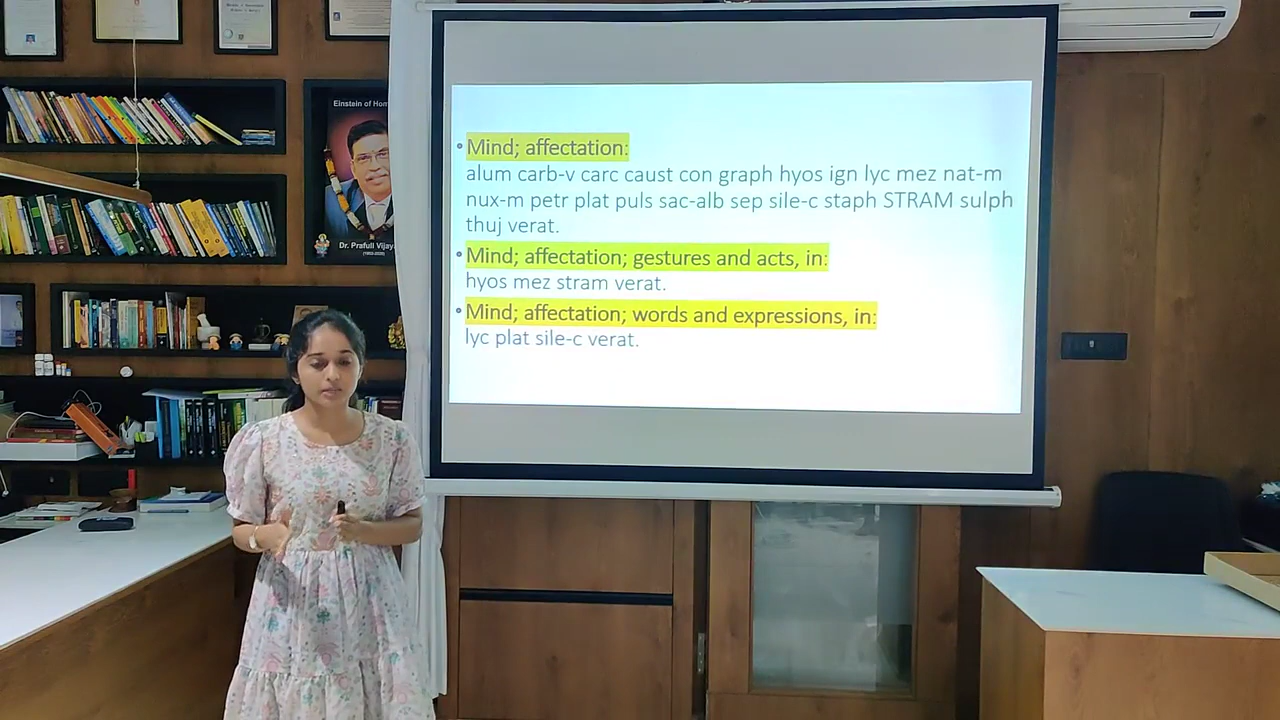 Einstein of Hom
Dr. Prafull Vijay
• Mind; affectation:
alum carb-v carc caust con graph hyos ign lyc mez nat-m
nux-m petr plat puls sac-alb sep sile-c staph STRAM sulph
thuj verat.
• Mind; affectation; gestures and acts, in:
hyos mez stram verat.
• Mind; affectation; words and expressions, in:
lyc plat sile-c verat.